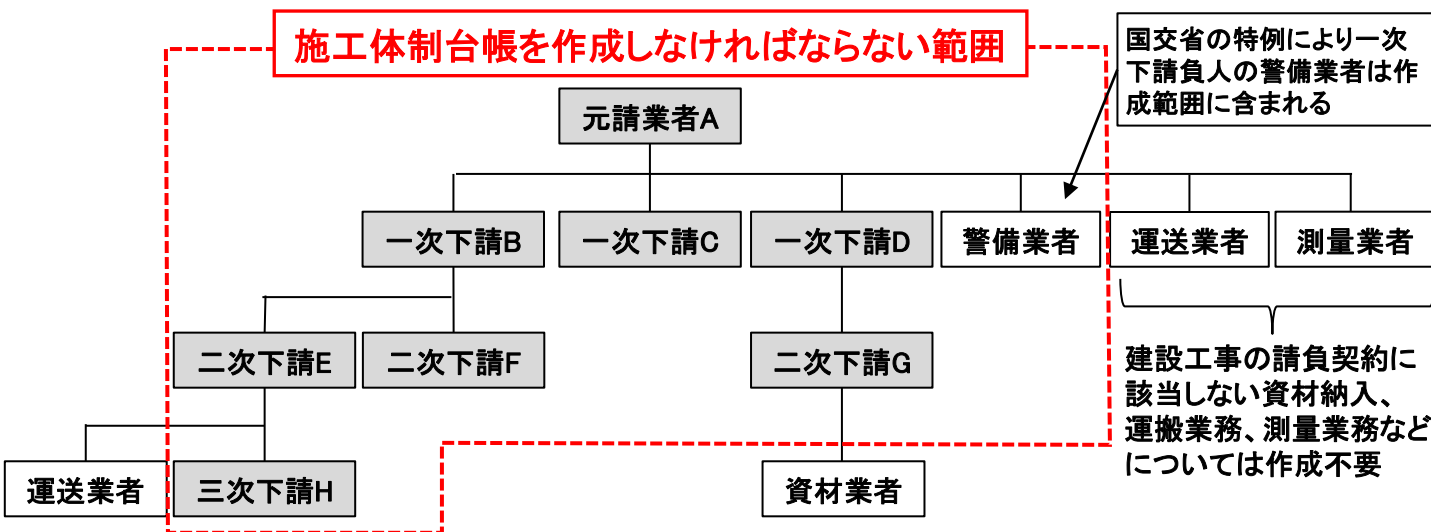 施工体制台帳を作成しなければならない範囲
国交省の特例により一次
下請負人の警備業者は作
成範囲に含まれる
元請業者A
一次下請B
一次下請C
一次下請D
警備業者
運送業者
測量業者
二次下請E
二次下請F
二次下請G
建設工事の請負契約に
該当しない資材納入、
運搬業務、測量業務など
については作成不要
運送業者
三次下請H
資材業者